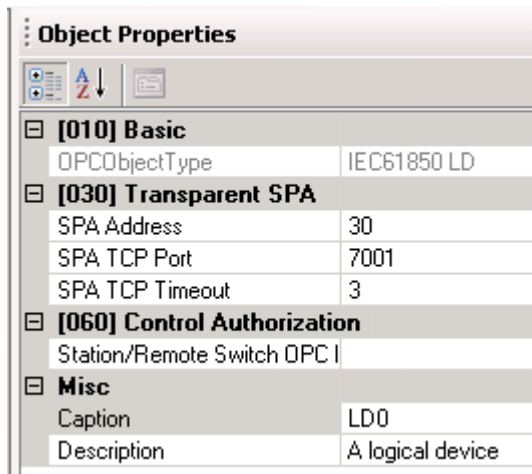 Object Properties
[010] Basic
OPCObjectType IEC61850 LD
[030] Transparent SPA
SPA Address 30
SPA TCP Port 7001
SPA TCP Timeout 3
[060] Control Authorization
Station/Remote Switch OPC I
Misc
Caption LD0
Description A logical device